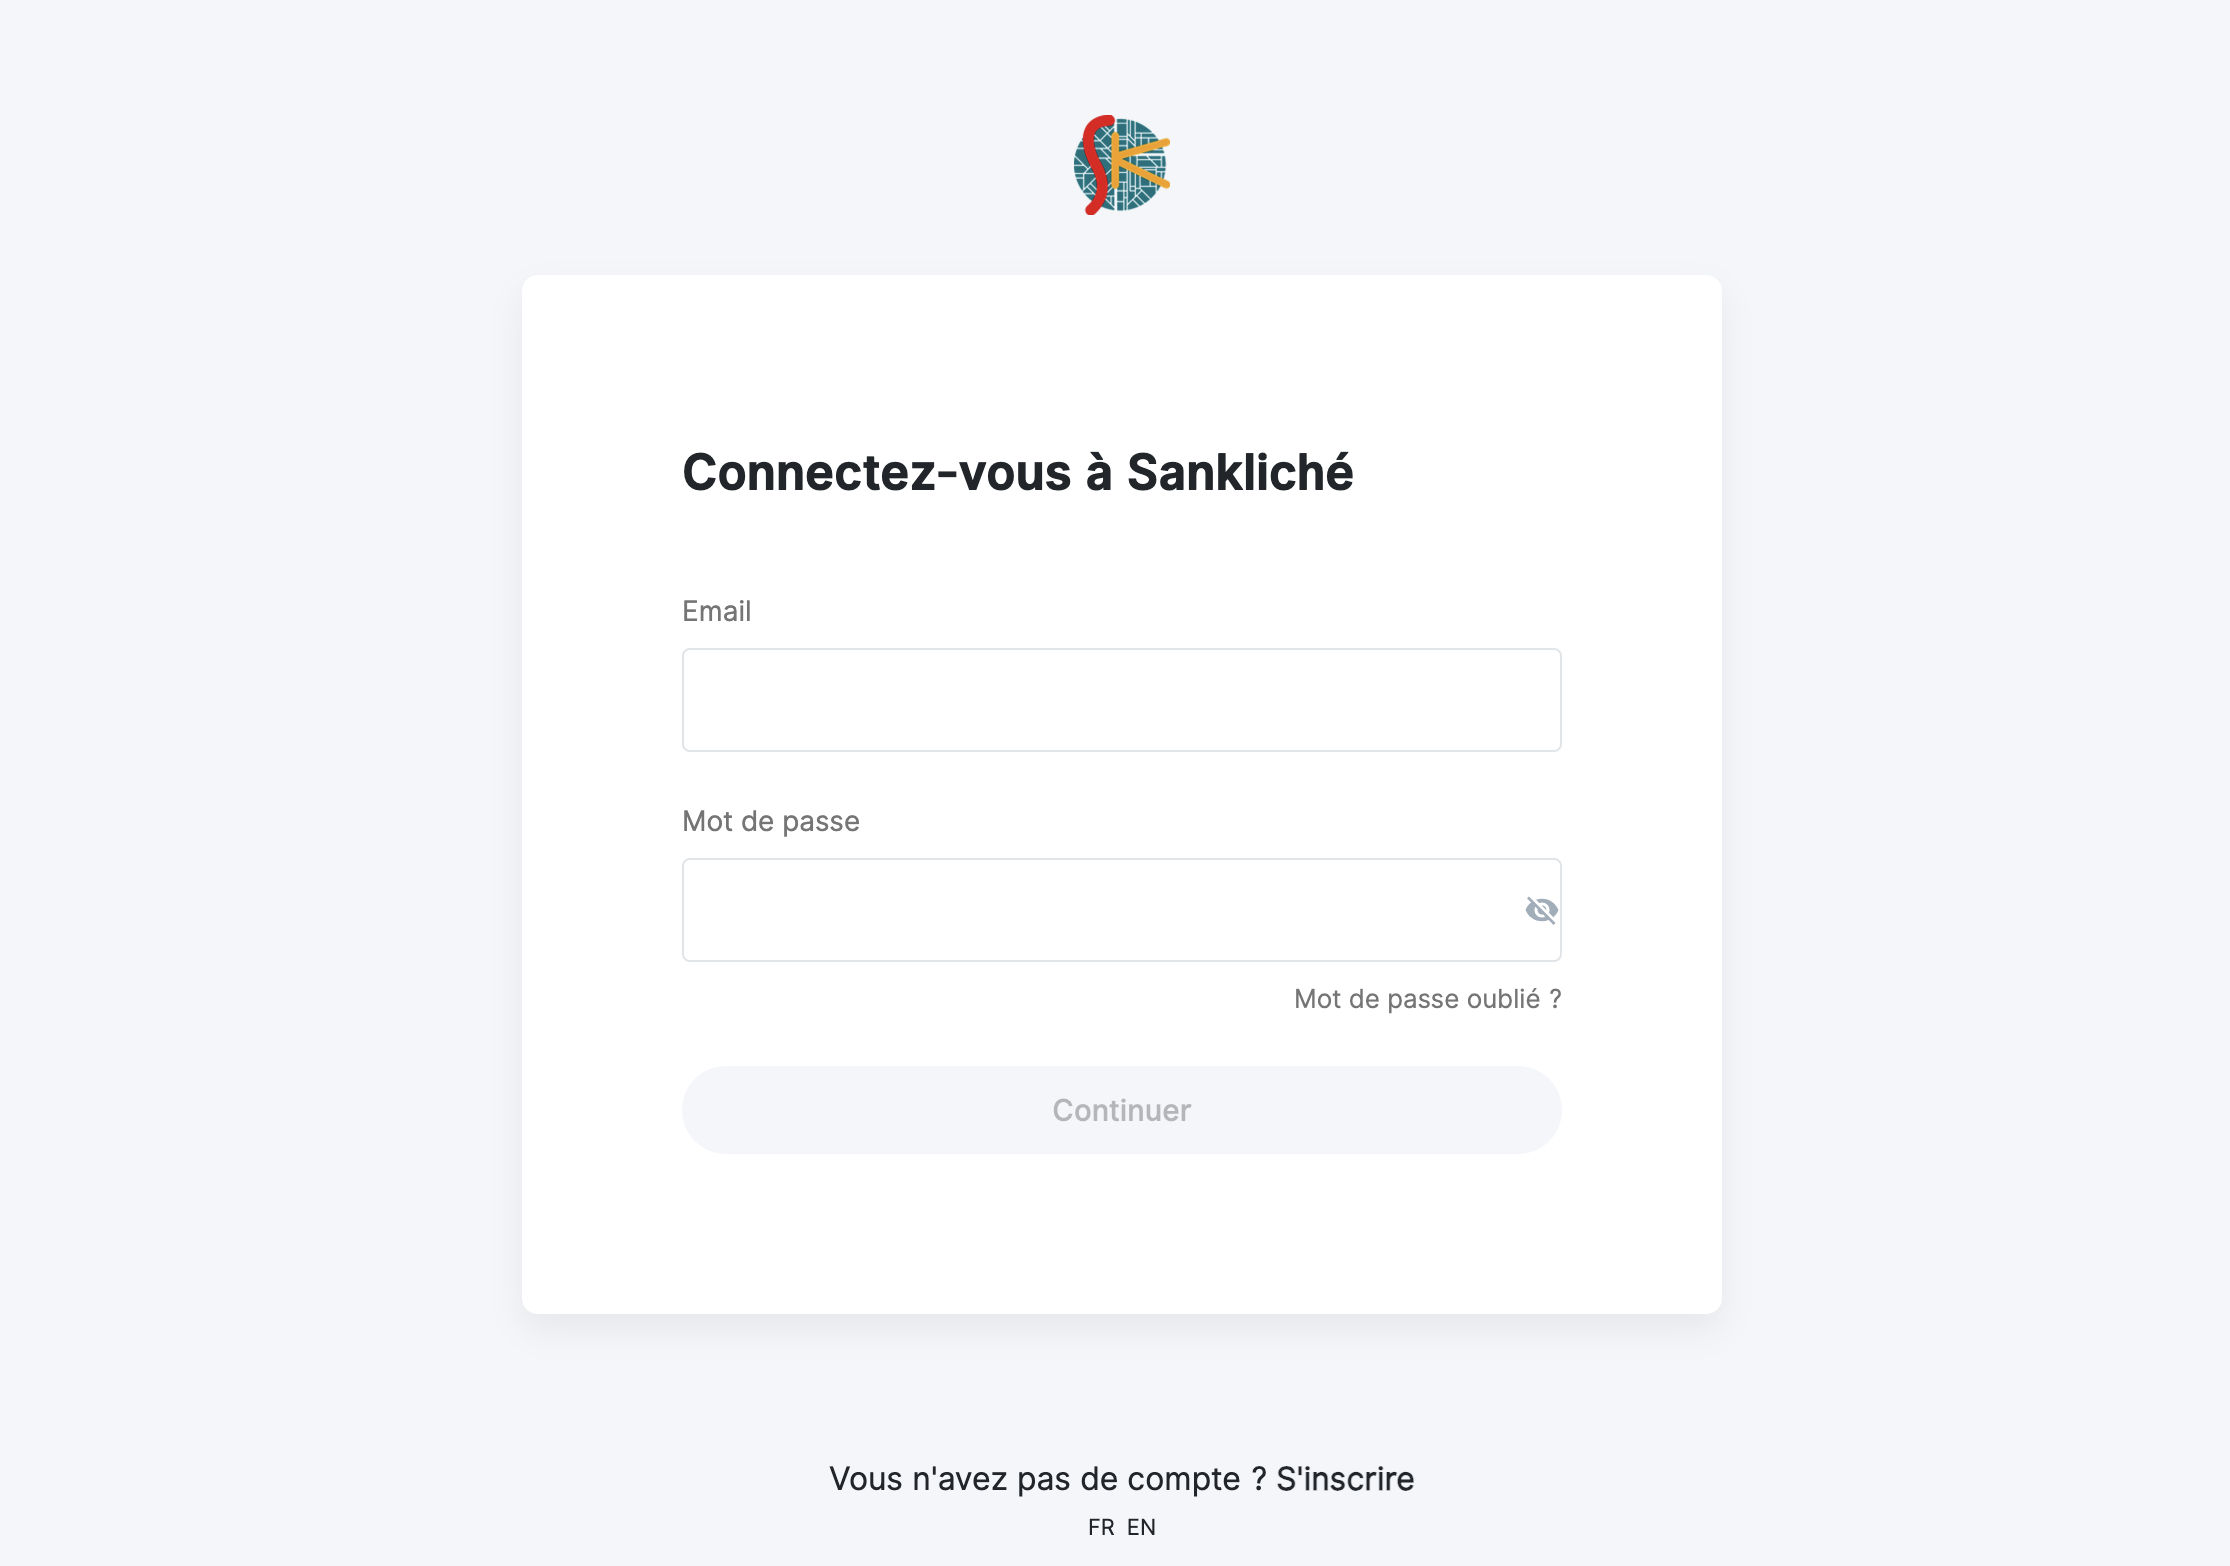 SK
Connectez-vous à Sankliché
Email
Mot de passe
Mot de passe oublié ?
Continuer
Vous n'avez pas de compte ? S'inscrire
FR EN